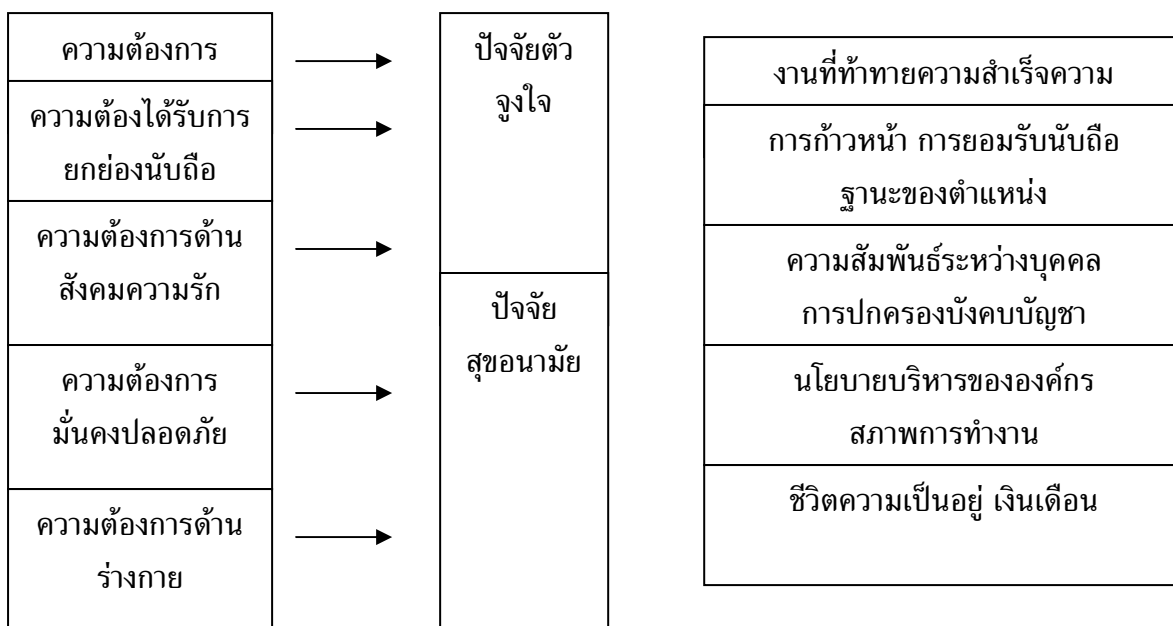 ความต้องการ
ความต้องได้รับการ
ยกย่องนับถือ
ความต้องการด้าน
สังคมความรัก
ความต้องการ
มั่นคงปลอดภัย
ความต้องการด้าน
ร่างกาย
ปัจจัยตัว
จูงใจ
ปัจจัย
สุขอนามัย
งานที่ท้าทายความสำเร็จความ
การก้าวหน้า การยอมรับนับถือ
ฐานะของตำแหน่ง
ความสัมพันธ์ระหว่างบุคคล
การปกครองบังคบบัญชา
นโยบายบริหารขององค์กร
สภาพการทำงาน
ชีวิตความเป็นอยู่ เงินเดือน